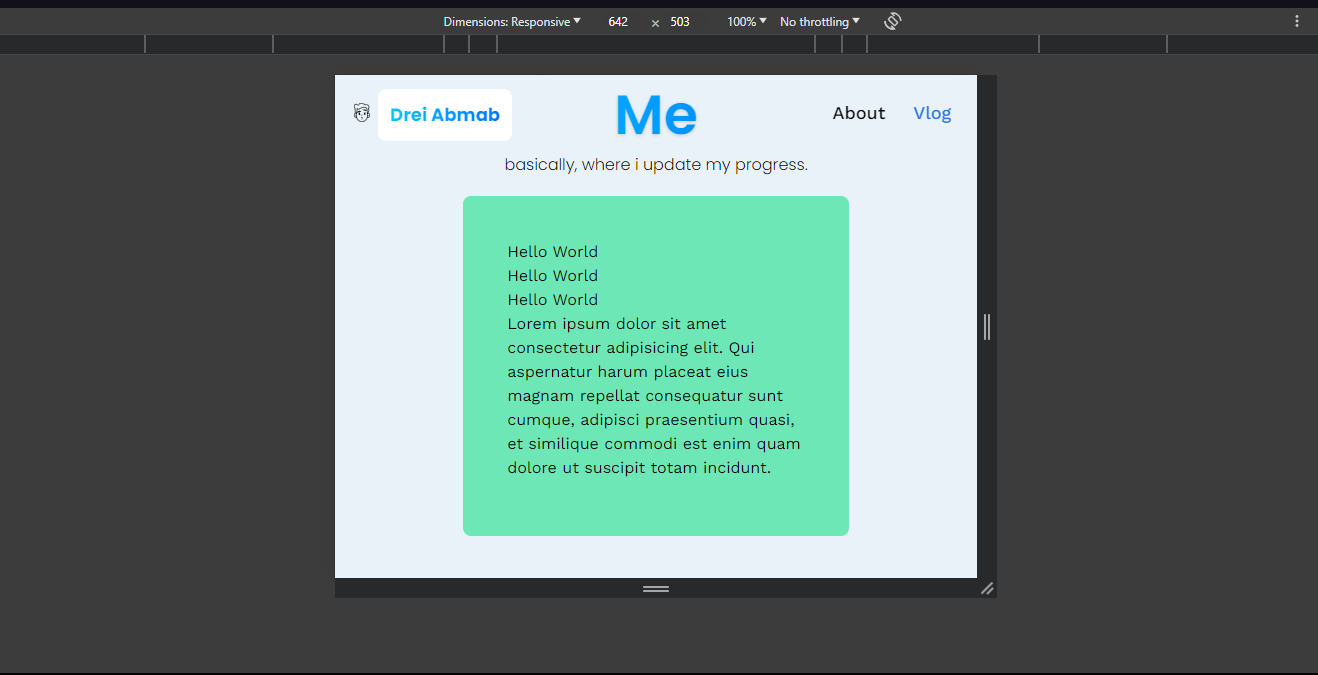 Dimensions: Responsive 642 × 503 100% No throttling
Drei Abmab Me About Vlog
basically, where i update my progress.
Hello World
Hello World
Hello World
Lorem ipsum dolor sit amet
consectetur adipisicing elit. Qui
aspernatur harum placeat eius
magnam repellat consequatur sunt
cumque, adipisci praesentium quasi,
et similique commodi est enim quam
dolore ut suscipit totam incidunt.